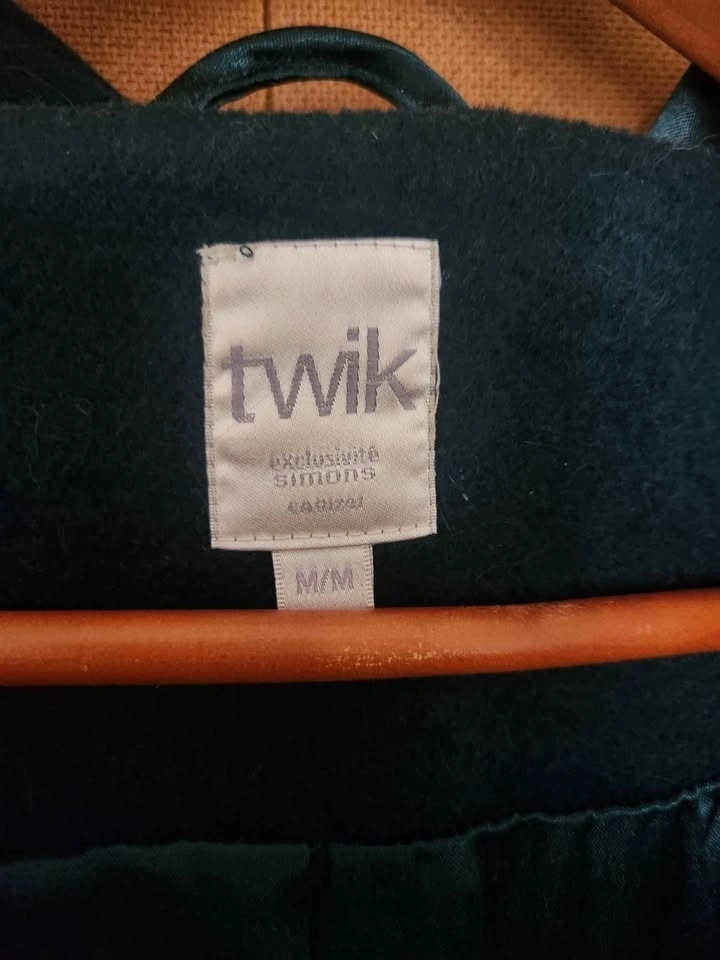 twik
exclusivité
simons
M/M